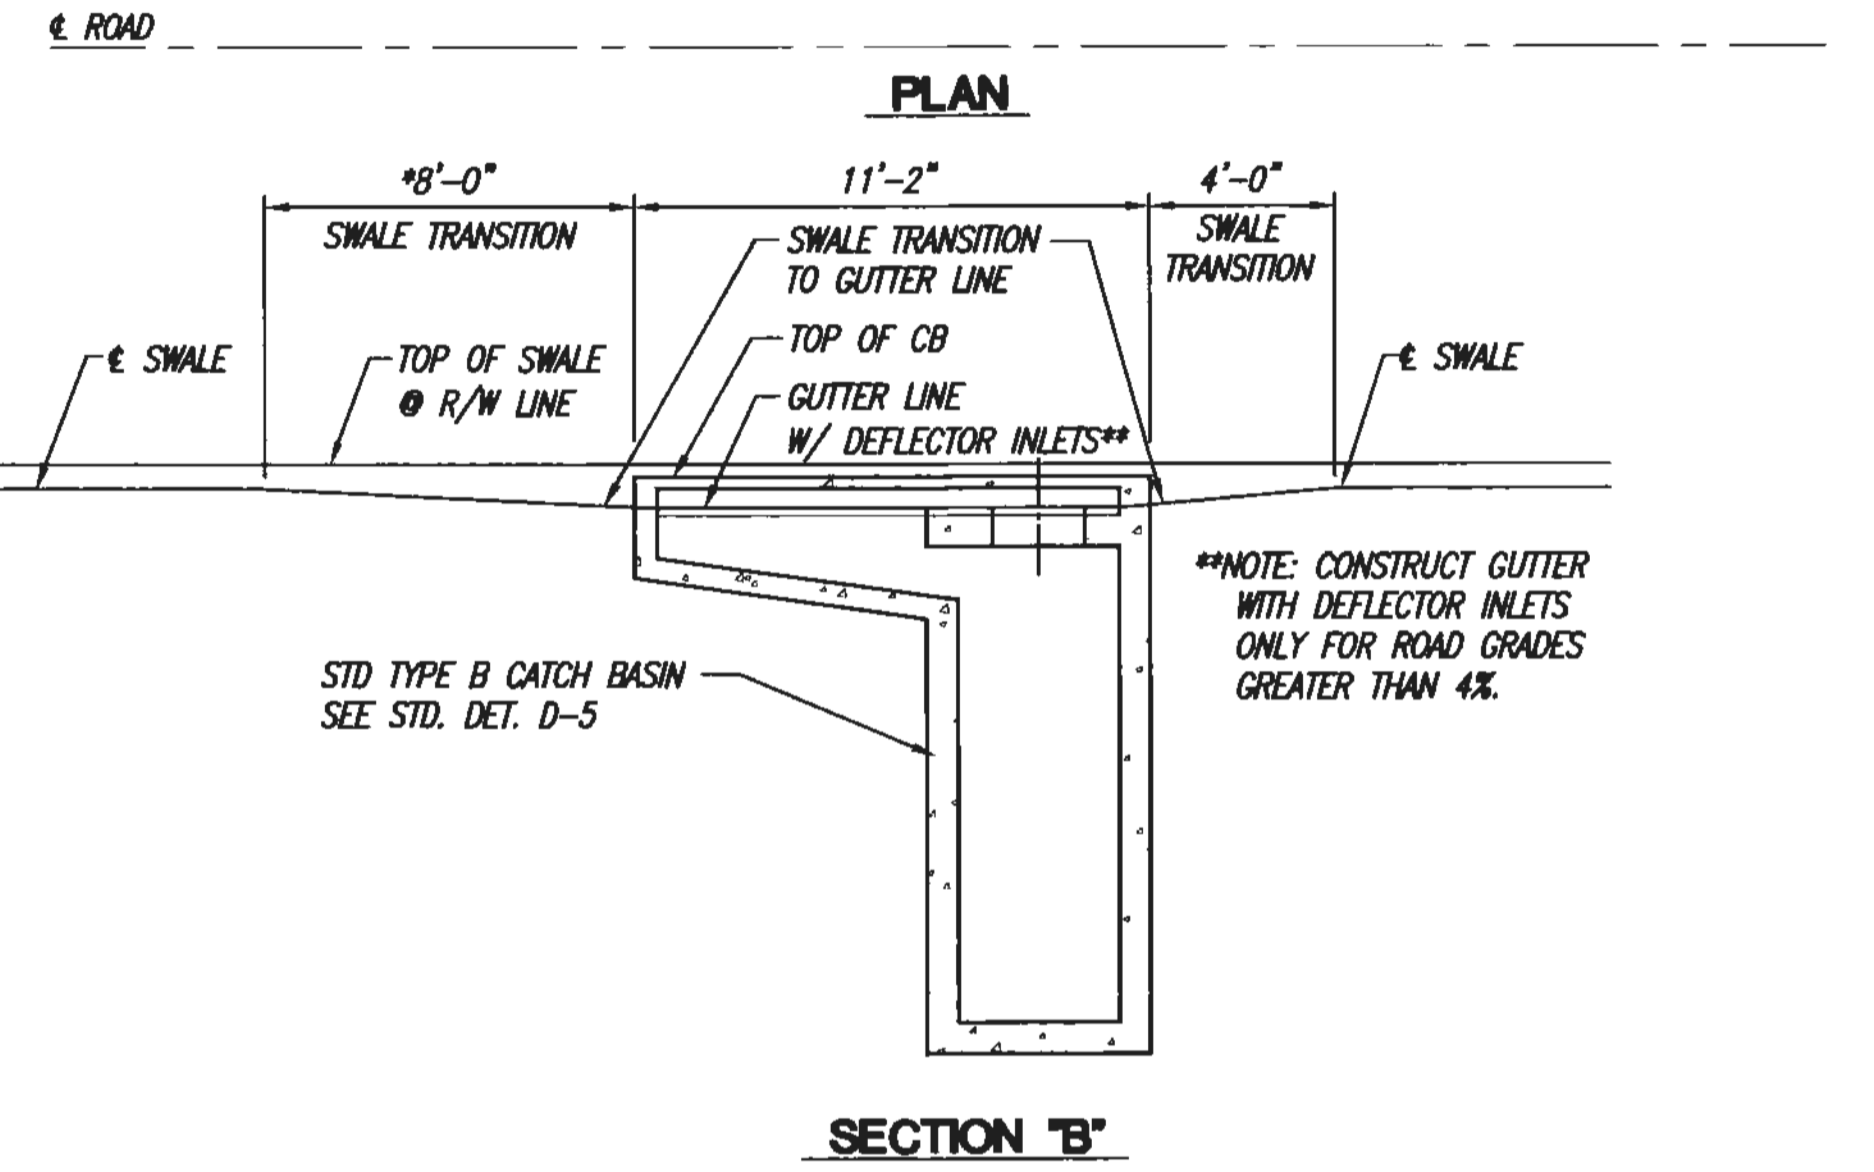 ℄ ROAD
PLAN
*8'-0"
11'-2"
4'-0"
SWALE TRANSITION
SWALE TRANSITION
TO GUTTER LINE
SWALE
TRANSITION
TOP OF CB
℄ SWALE
TOP OF SWALE
@ R/W LINE
GUTTER LINE
W/ DEFLECTOR INLETS**
℄ SWALE
**NOTE: CONSTRUCT GUTTER
WITH DEFLECTOR INLETS
ONLY FOR ROAD GRADES
GREATER THAN 4%.
STD TYPE B CATCH BASIN
SEE STD. DET. D-5
SECTION "B"